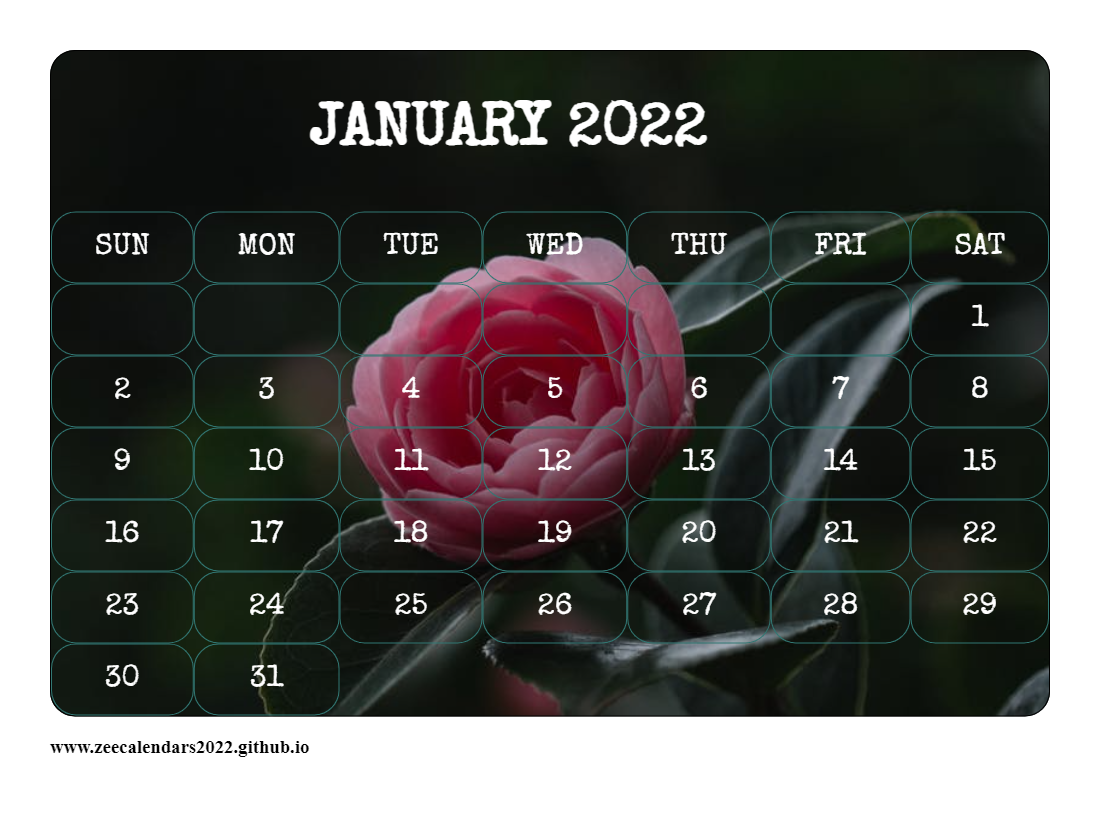 JANUARY 2022
SUN MON TUE WED THU FRI SAT
1
2 3 4 5 6 7 8
9 10 11 12 13 14 15
16 17 18 19 20 21 22
23 24 25 26 27 28 29
30 31
www.zeecalendars2022.github.io